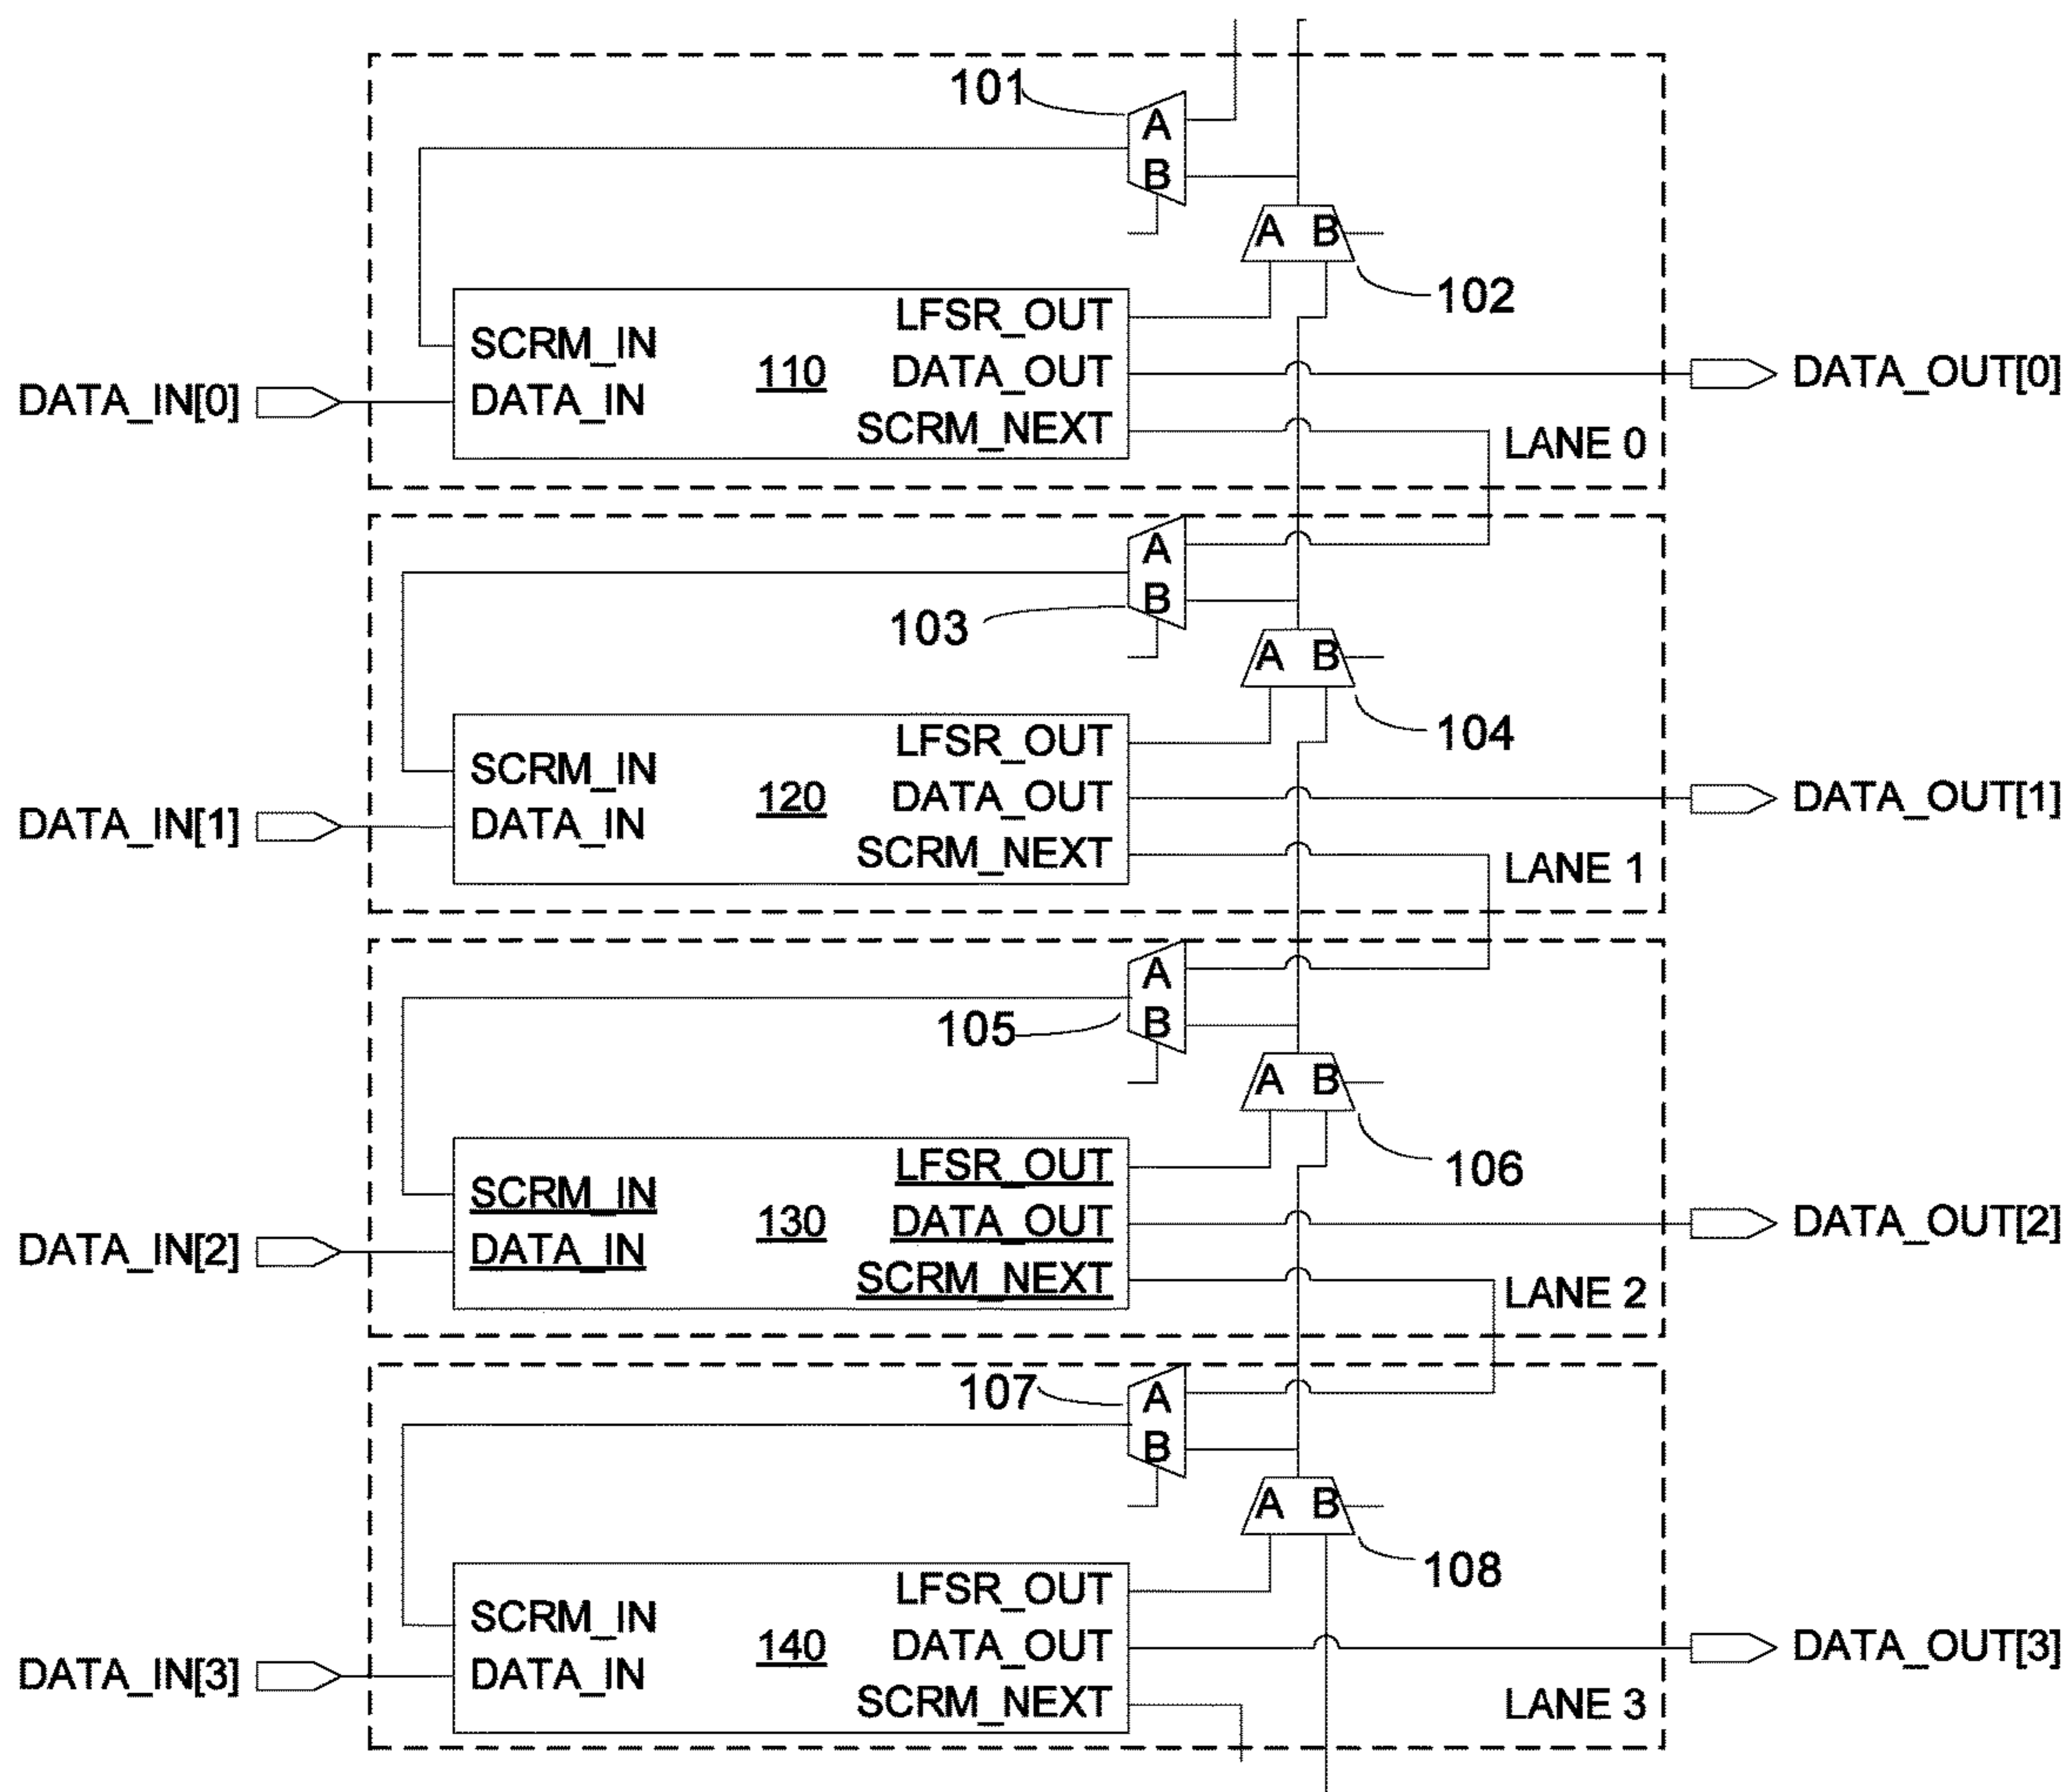 101
A
B
A B
102
LFSR_OUT
SCRM_IN
110
DATA_OUT
DATA_OUT[0]
DATA_IN[0]
DATA_IN
SCRM_NEXT
LANE 0
A
B
103
A B
104
LFSR_OUT
SCRM_IN
120
DATA_OUT
DATA_OUT[1]
DATA_IN[1]
DATA_IN
SCRM_NEXT
LANE 1
A
B
105
A B
106
LFSR_OUT
SCRM_IN
130
DATA_OUT
DATA_OUT[2]
DATA_IN[2]
DATA_IN
SCRM_NEXT
LANE 2
107
A
B
A B
108
LFSR_OUT
SCRM_IN
140
DATA_OUT
DATA_OUT[3]
DATA_IN[3]
DATA_IN
SCRM_NEXT
LANE 3